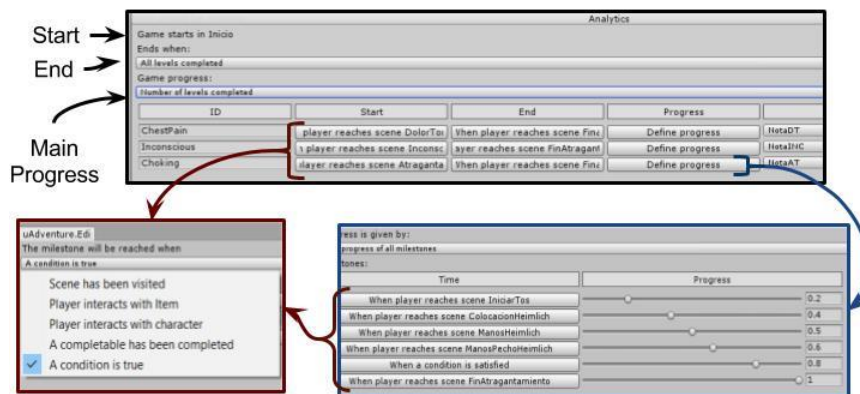 Analytics
Start
Game starts in Inicio
Ends when:
End
All levels completed
Game progress:
Number of levels completed
Main
Progress
ID Start End Progress
ChestPain player reaches scene DolorTo When player reaches scene Fina Define progress NotaDT
Inconscious player reaches scene Inconsc ayer reaches scene FinAtragant Define progress NotaINC
Choking player reaches scene Atraganta When player reaches scene Fina Define progress NotaAT
uAdventure.Edi
The milestone will be reached when
A condition is true
Scene has been visited
Player interacts with Item
Player interacts with character
A completable has been completed
A condition is true
ress is given by:
progress of all milestones
tones:
Time Progress
When player reaches scene IniciarTos 0.2
When player reaches scene ColocacionHeimlich 0.4
When player reaches scene ManosHeimlich 0.5
When player reaches scene ManosPechoHeimlich 0.6
When a condition is satisfied 0.8
When player reaches scene FinAtragantamiento 1